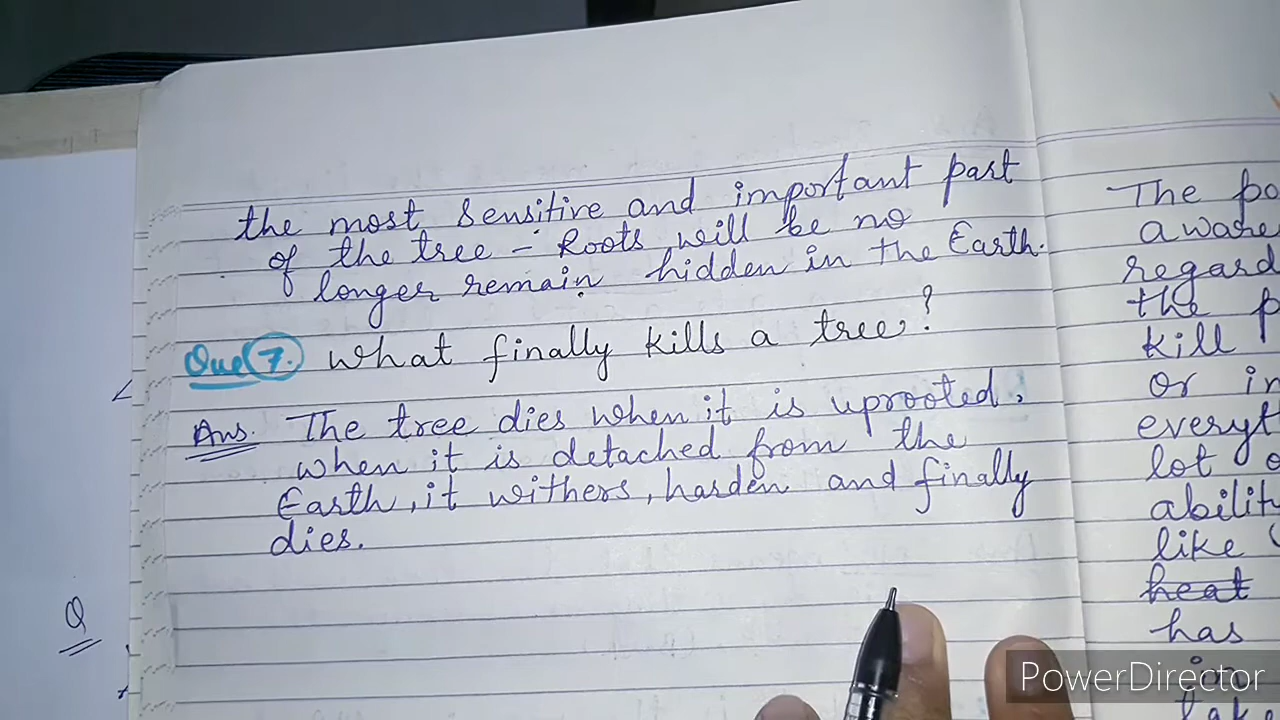 the most sensitive and important part
of the tree - Roots, will be no
longer remain hidden in the Earth.
Que 7. What finally kills a tree?
Ans. The tree dies when it is uprooted,
when it is detached from the
Earth, it withers, harden and finally
dies.
Q
The
aware
regard
the
kill
or
lot
like
heat
has
in
PowerDirector